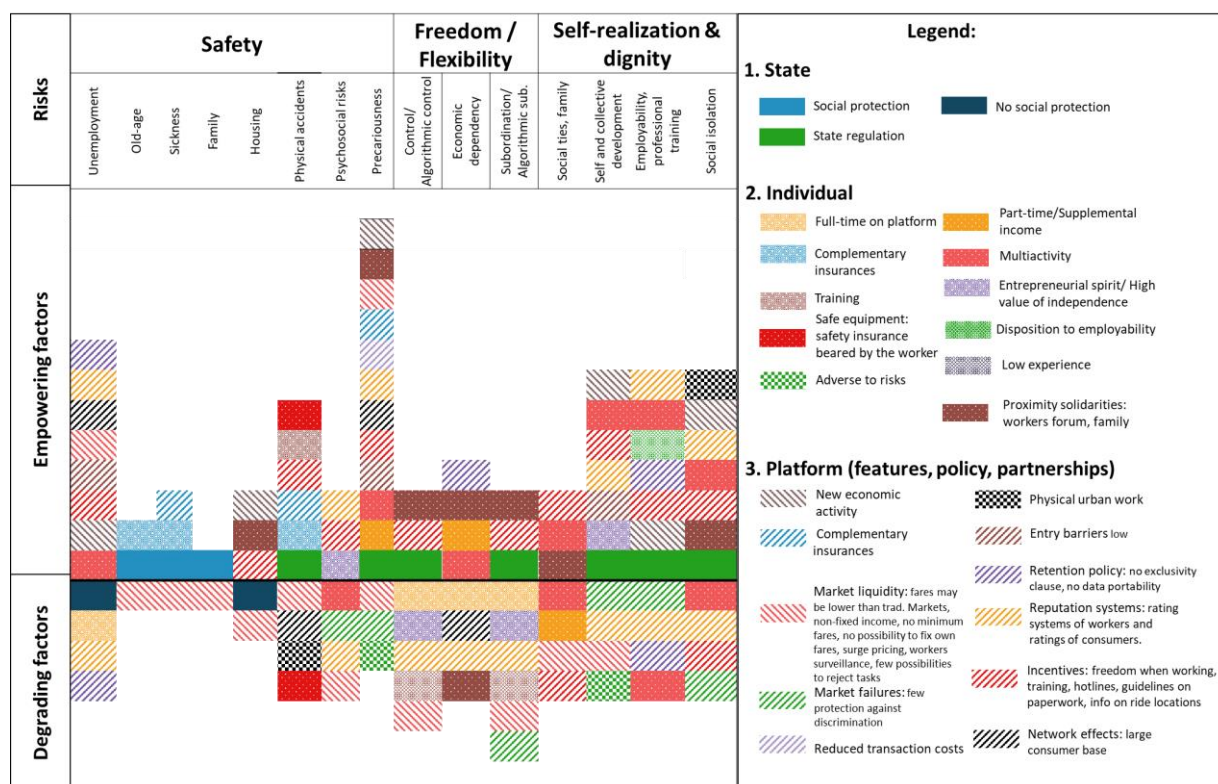 Risks
Safety
Freedom /
Flexibility
Self-realization &
dignity
Unemployment
Old-age
Sickness
Family
Housing
Physical accidents
Psychosocial risks
Precariousness
Control/
Algorithmic control
Economic
dependency
Subordination/
Algorithmic sub.
Social ties, family
Self and collective
development
Employability,
professional
training
Social isolation
Empowering factors
Degrading factors
Legend:
1. State
Social protection
No social protection
State regulation
2. Individual
Full-time on platform
Part-time/Supplemental
income
Complementary
insurances
Multiactivity
Training
Entrepreneurial spirit/ High
value of independence
Safe equipment:
safety insurance
beared by the worker
Disposition to employability
Adverse to risks
Low experience
Proximity solidarities:
workers forum, family
3. Platform (features, policy, partnerships)
New economic
activity
Physical urban work
Complementary
insurances
Entry barriers low
Retention policy: no exclusivity
clause, no data portability
Market liquidity: fares may
be lower than trad. Markets,
non-fixed income, no minimum
fares, no possibility to fix own
fares, surge pricing, workers
surveillance, few possibilities
to reject tasks
Reputation systems: rating
systems of workers and
ratings of consumers.
Incentives: freedom when working,
training, hotlines, guidelines on
paperwork, info on ride locations
Market failures: few
protection against
discrimination
Network effects: large
consumer base
Reduced transaction costs